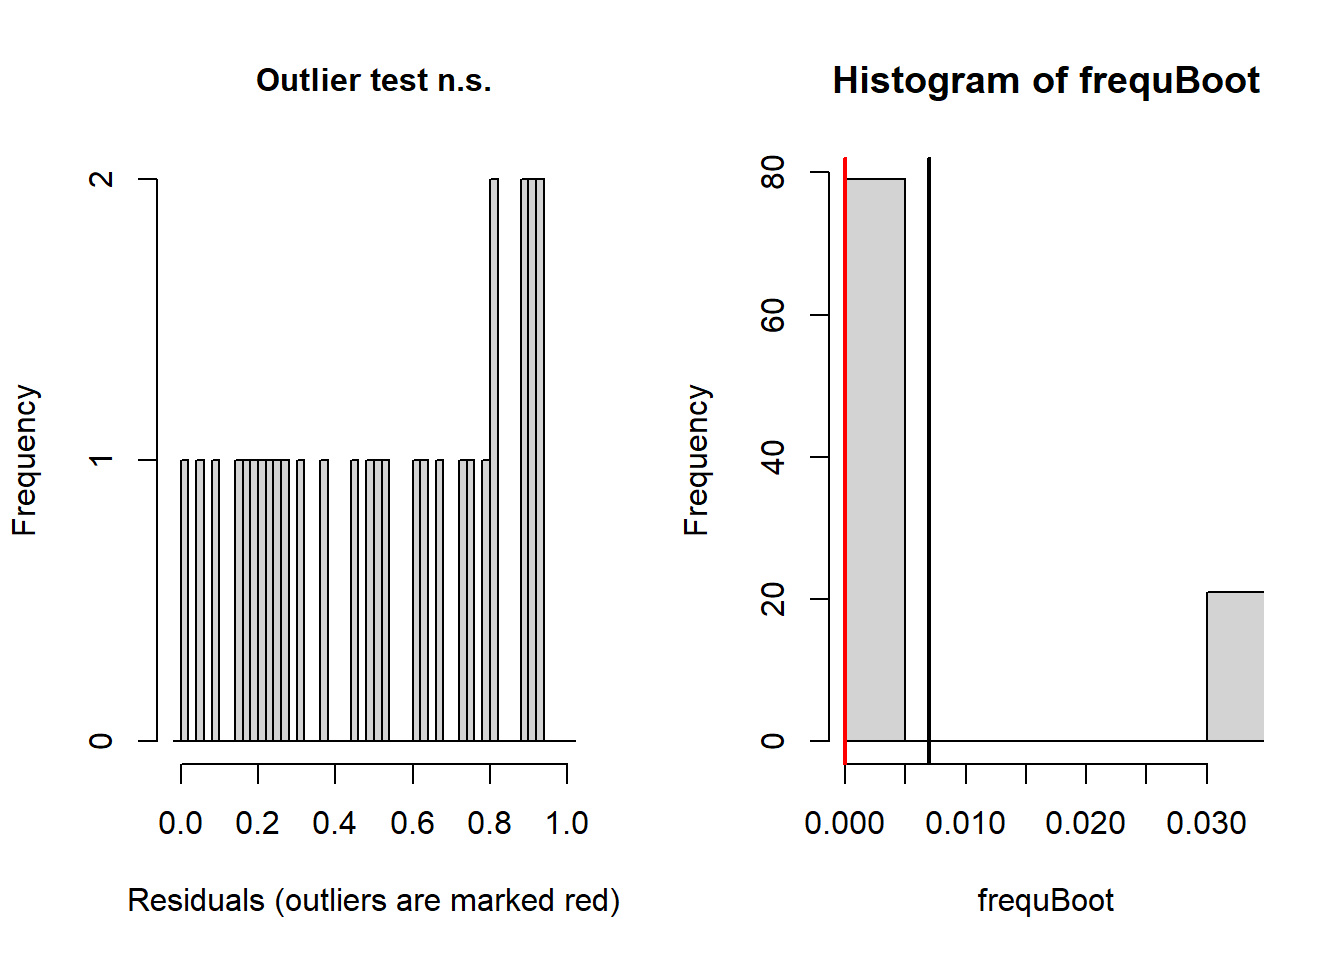 Outlier test n.s.
Frequency
0
1
2
0.0 0.2 0.4 0.6 0.8 1.0
Residuals (outliers are marked red)
Histogram of frequBoot
Frequency
0
20
40
60
80
0.000 0.010 0.020 0.030
frequBoot